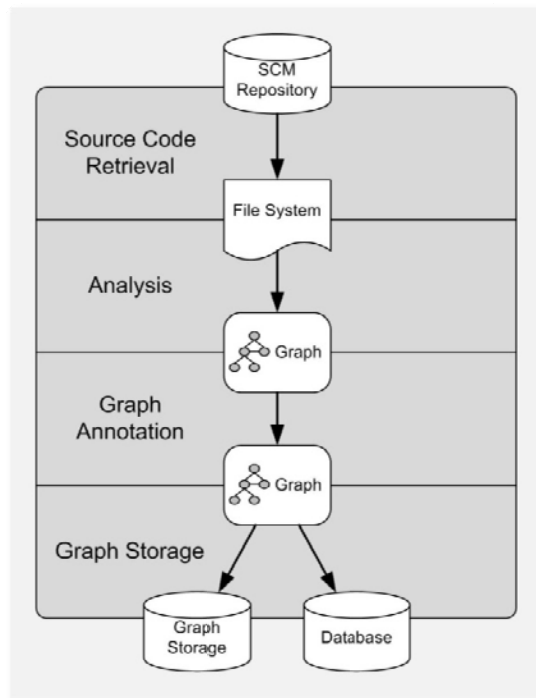 SCM
Repository
Source Code
Retrieval
File System
Analysis
Graph
Graph
Annotation
Graph
Graph Storage
Graph
Storage
Database